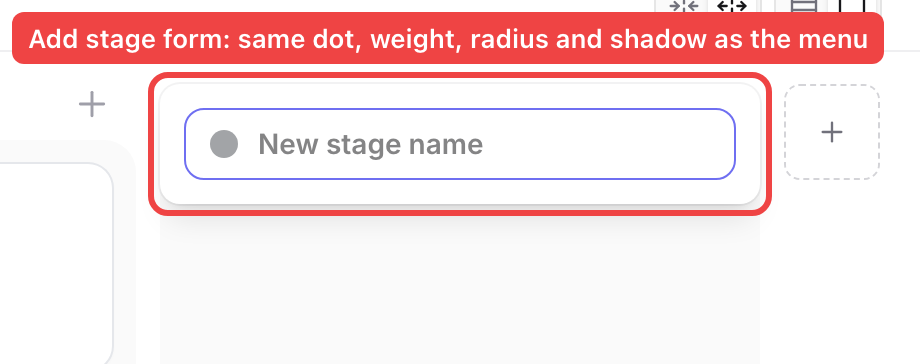 Add stage form: same dot, weight, radius and shadow as the menu
New stage name